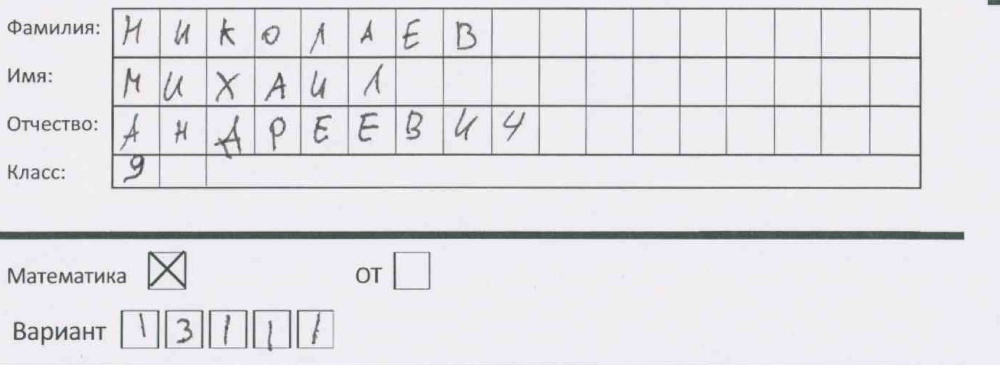 Фамилия: НИКОЛАЕВ
Имя: МИХАИЛ
Отчество: АНДРЕЕВИЧ
Класс: 9
Математика ОТ
Вариант 13111